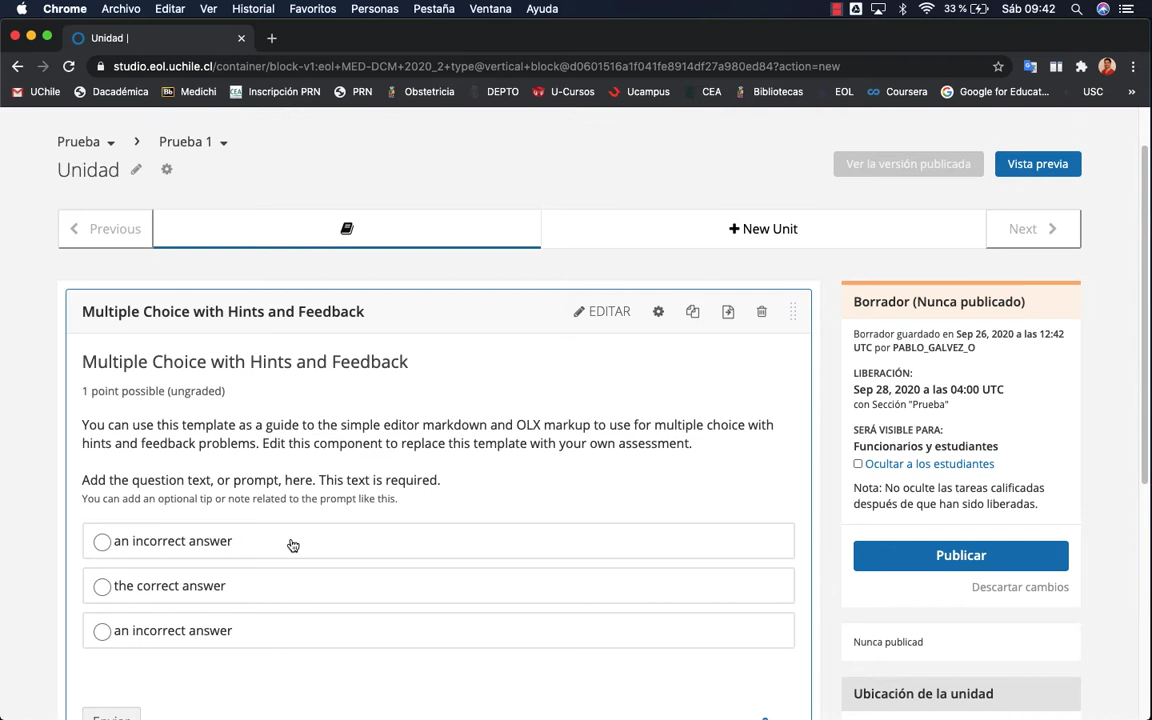 Chrome Archivo Editar Ver Historial Favoritos Personas Pestaña Ventana Ayuda 33 % Sáb 09:42
Unidad |
studio.eol.uchile.cl/container/block-v1:eol+MED-DCM+2020_2+type@vertical+block@d0601516a1f041fe8914df27a980ed84?action=new
UChile Dacadémica Medichi Inscripción PRN PRN Obstetricia DEPTO U-Cursos Ucampus CEA Bibliotecas EOL Coursera Google for Educat... USC »
Prueba Prueba 1
Unidad
Ver la versión publicada Vista previa
Previous + New Unit Next
Multiple Choice with Hints and Feedback EDITAR
Multiple Choice with Hints and Feedback
1 point possible (ungraded)
You can use this template as a guide to the simple editor markdown and OLX markup to use for multiple choice with
hints and feedback problems. Edit this component to replace this template with your own assessment.
Add the question text, or prompt, here. This text is required.
You can add an optional tip or note related to the prompt like this.
an incorrect answer
the correct answer
an incorrect answer
Borrador (Nunca publicado)
Borrador guardado en Sep 26, 2020 a las 12:42
UTC por PABLO_GALVEZ_O
LIBERACIÓN:
Sep 28, 2020 a las 04:00 UTC
con Sección "Prueba"
SERÁ VISIBLE PARA:
Funcionarios y estudiantes
Ocultar a los estudiantes
Nota: No oculte las tareas calificadas
después de que han sido liberadas.
Publicar
Descartar cambios
Nunca publicad
Ubicación de la unidad